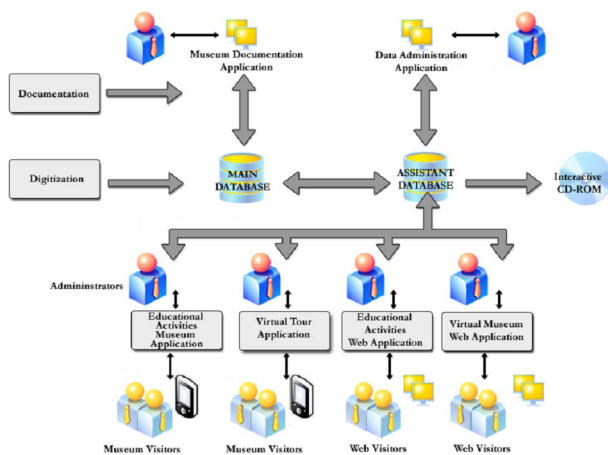 Museum Documentation
Application
Data Administration
Application
Documentation
Digitization
MAIN
DATABASE
ASSISTANT
DATABASE
Interactive
CD-ROM
Admininstrators
Educational
Activities
Museum
Application
Virtual Tour
Application
Educational
Activities
Web Application
Virtual Museum
Web Application
Museum Visitors
Museum Visitors
Web Visitors
Web Visitors